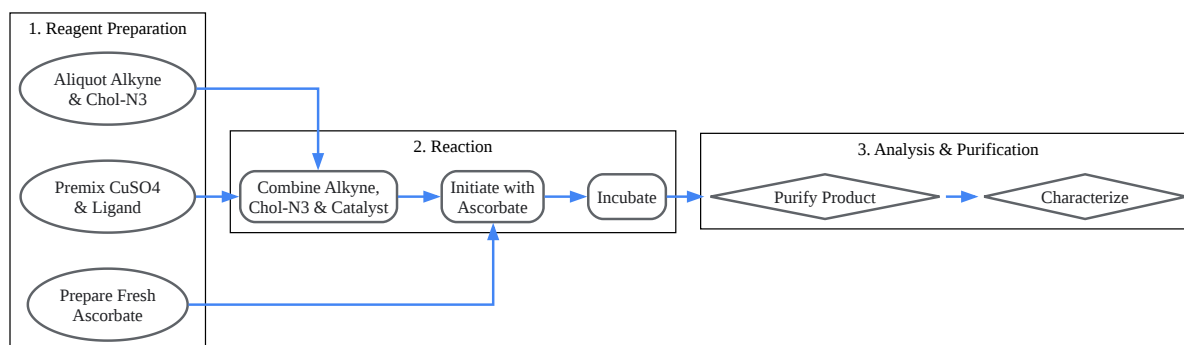 1. Reagent Preparation
Aliquot Alkyne
& Chol-N3
Premix CuSO4
& Ligand
Prepare Fresh
Ascorbate
2. Reaction
Combine Alkyne,
Chol-N3 & Catalyst
Initiate with
Ascorbate
Incubate
3. Analysis & Purification
Purify Product
Characterize